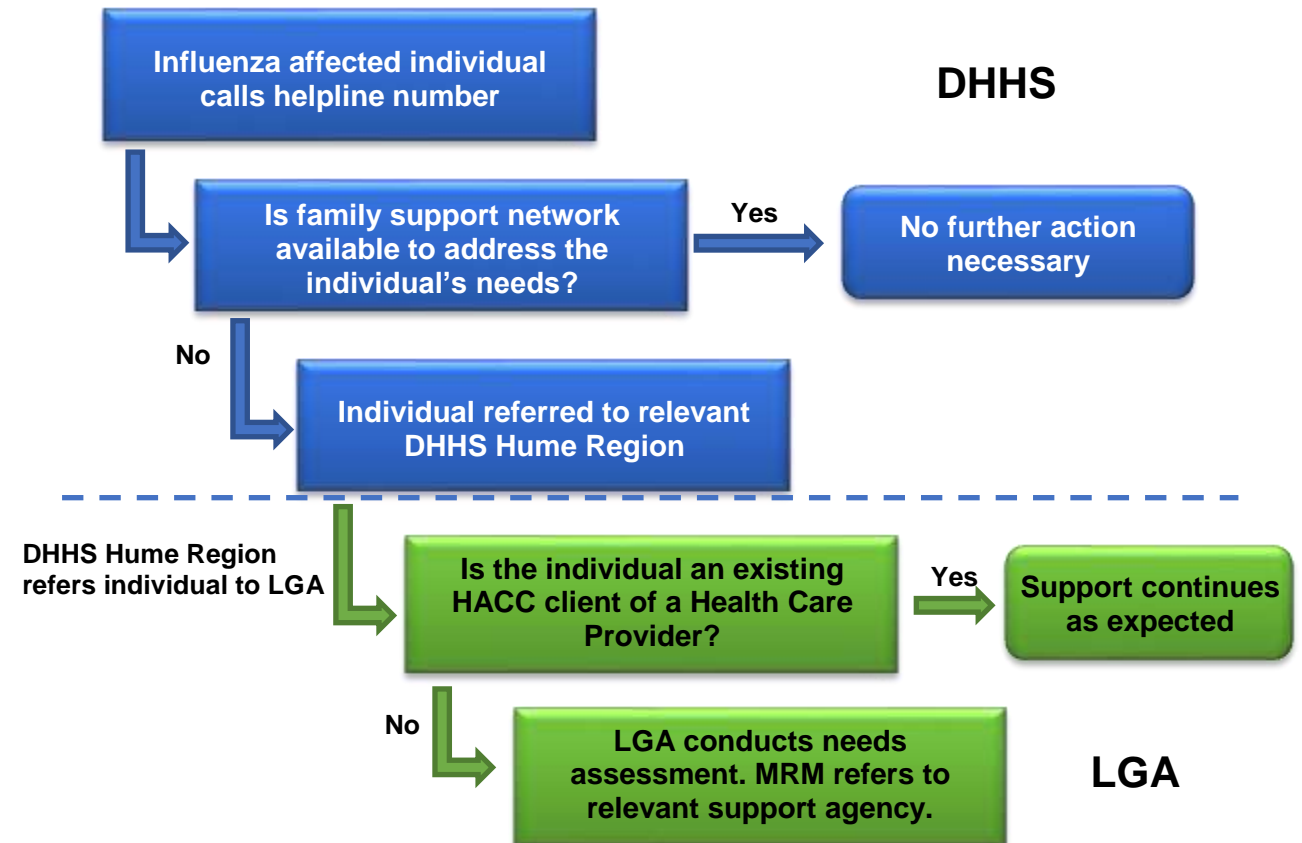 Influenza affected individual
calls helpline number
DHHS
Is family support network
available to address the
individual’s needs?
Yes
No further action
necessary
No
Individual referred to relevant
DHHS Hume Region
DHHS Hume Region
refers individual to LGA
Is the individual an existing
HACC client of a Health Care
Provider?
Yes
Support continues
as expected
No
LGA conducts needs
assessment. MRM refers to
relevant support agency.
LGA